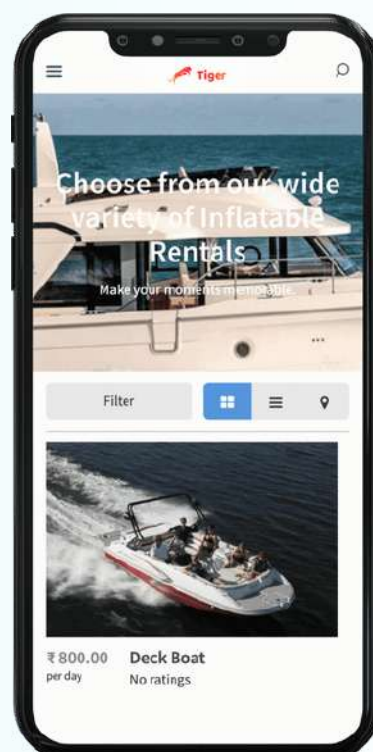 Tiger
Choose from our wide
variety of Inflatable
Rentals
Make your moments memorable.
Filter
₹800.00
Deck Boat
per day
No ratings